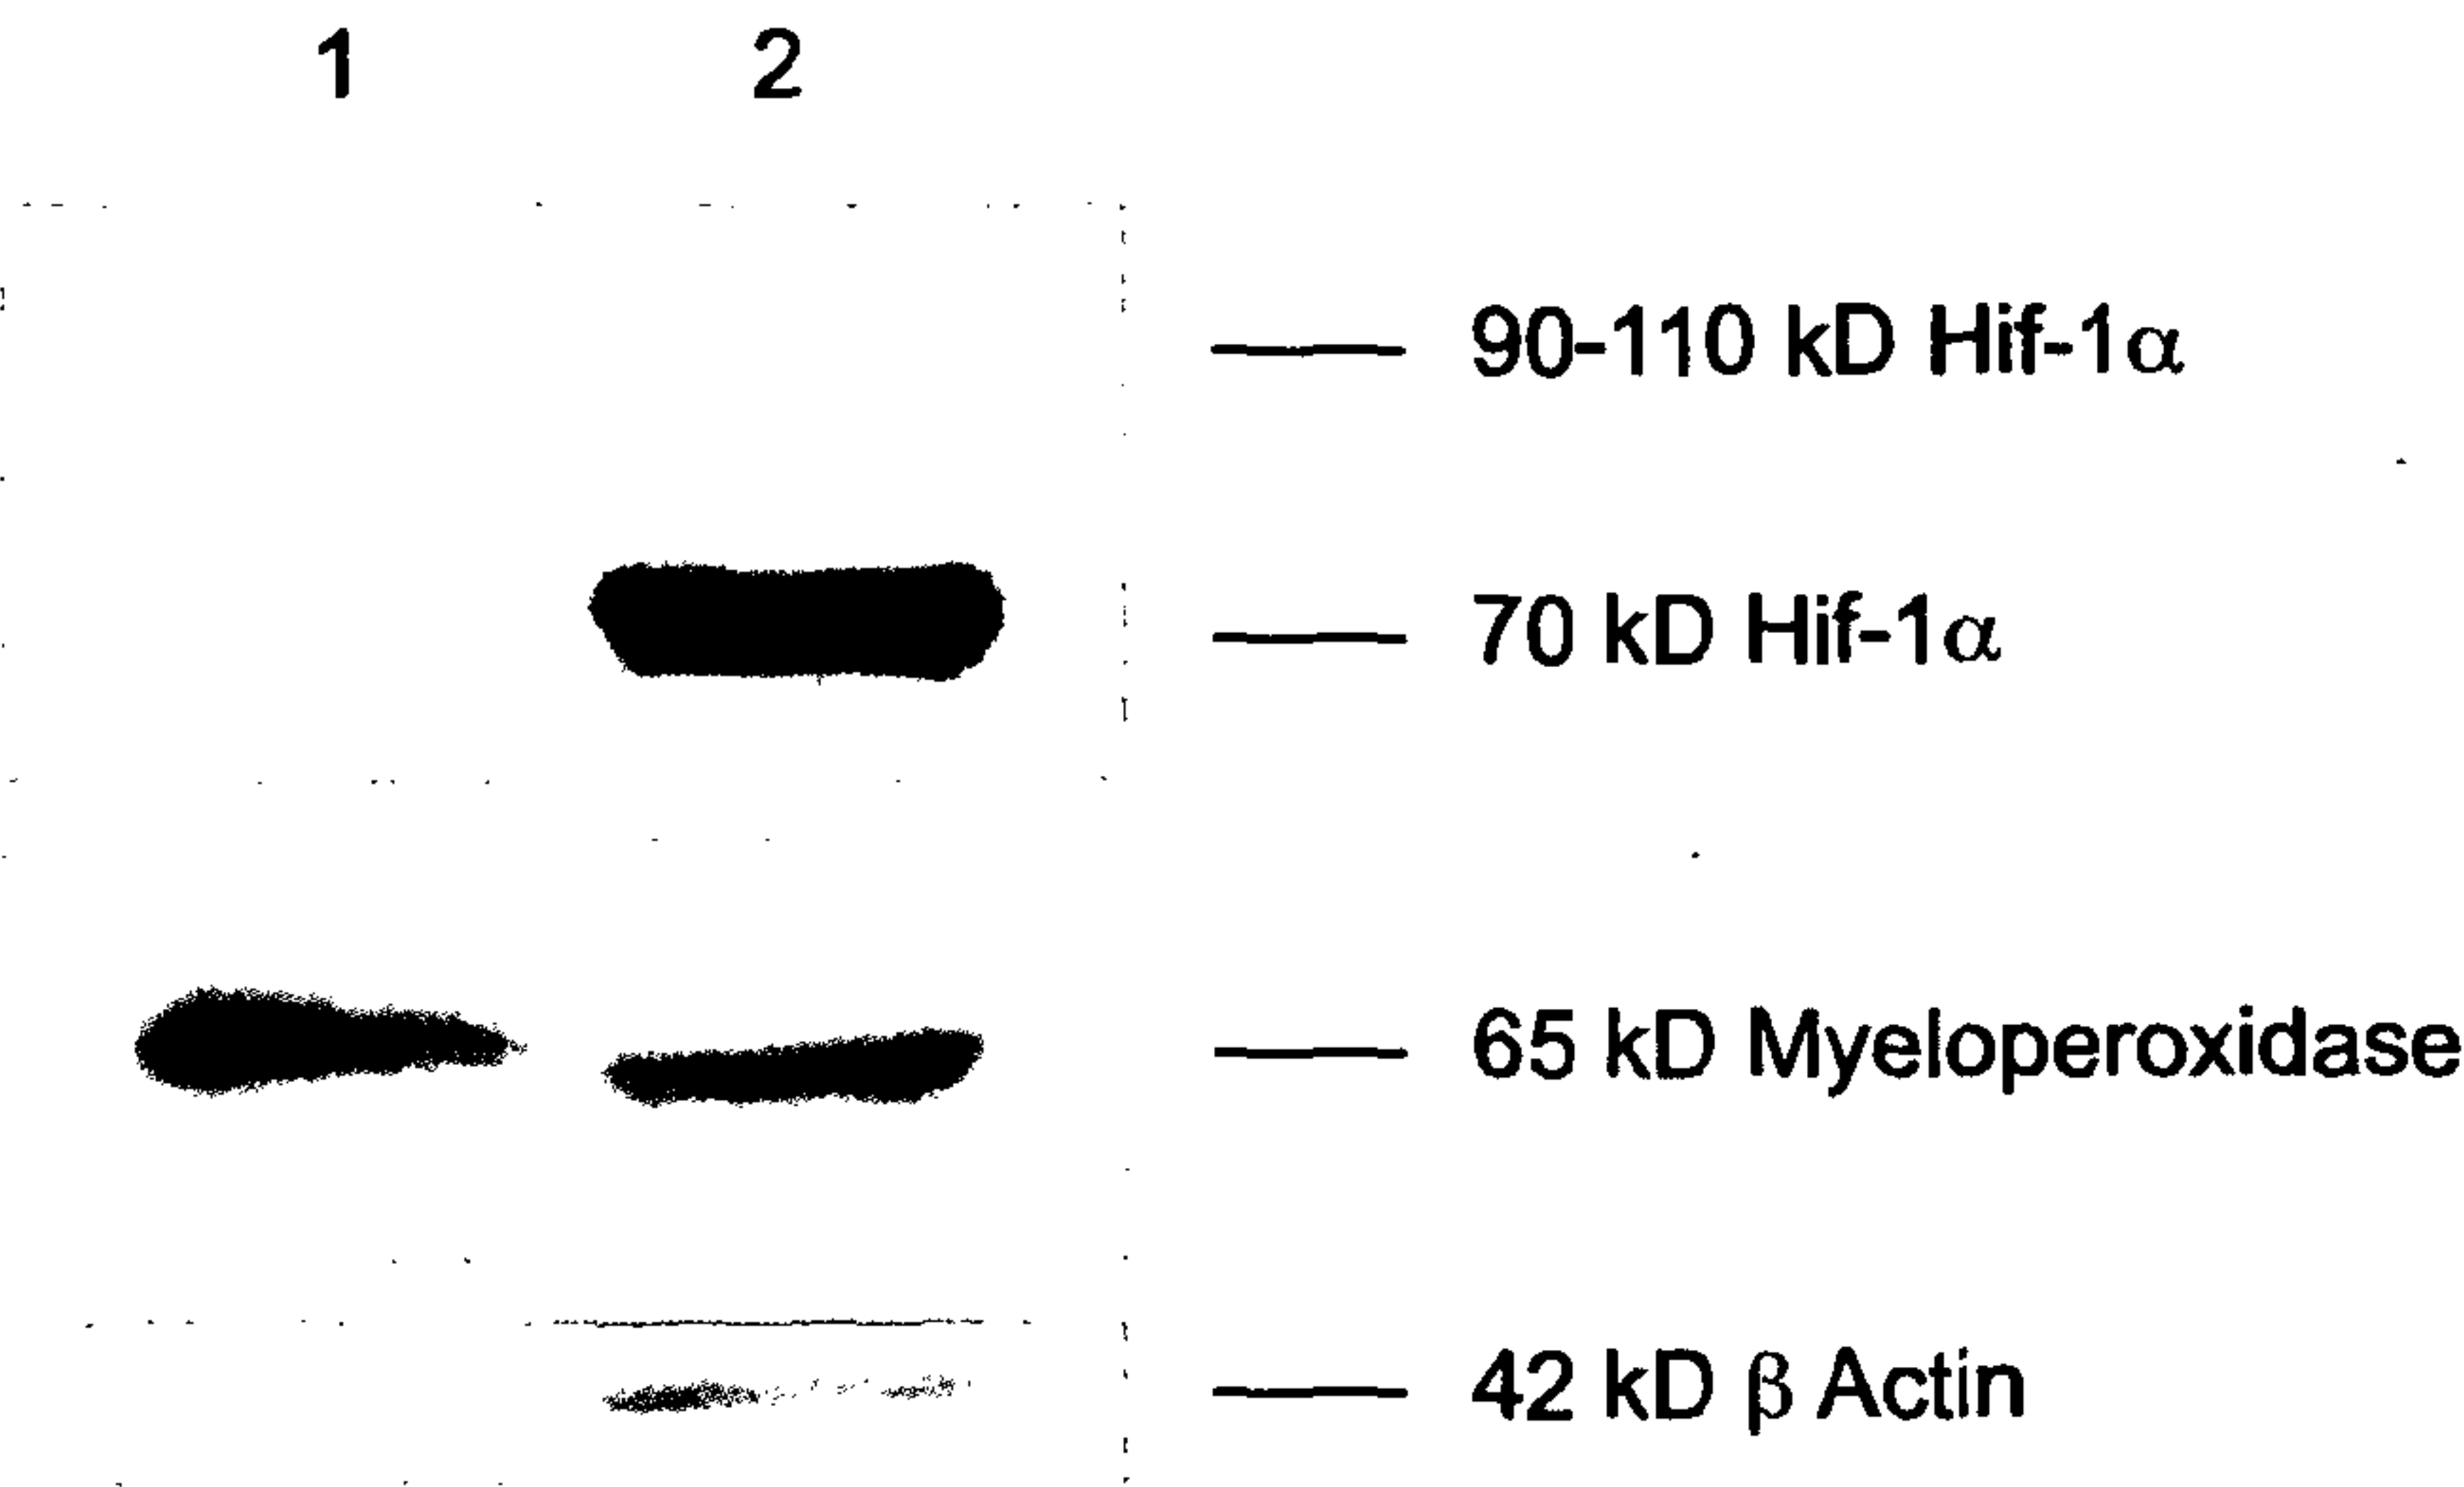 1 2
90-110 kD Hif-1α
70 kD Hif-1α
65 kD Myeloperoxidase
42 kD β Actin